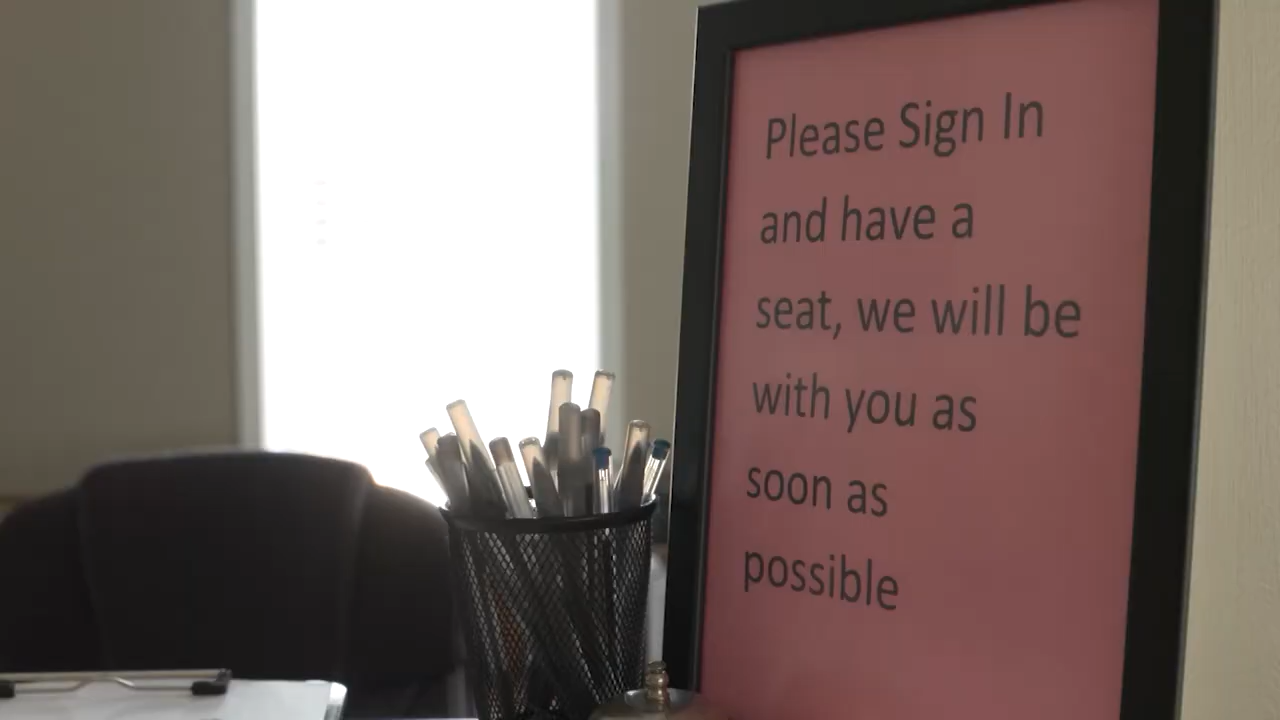 Please Sign In
and have a
seat, we will be
with you as
soon as
possible